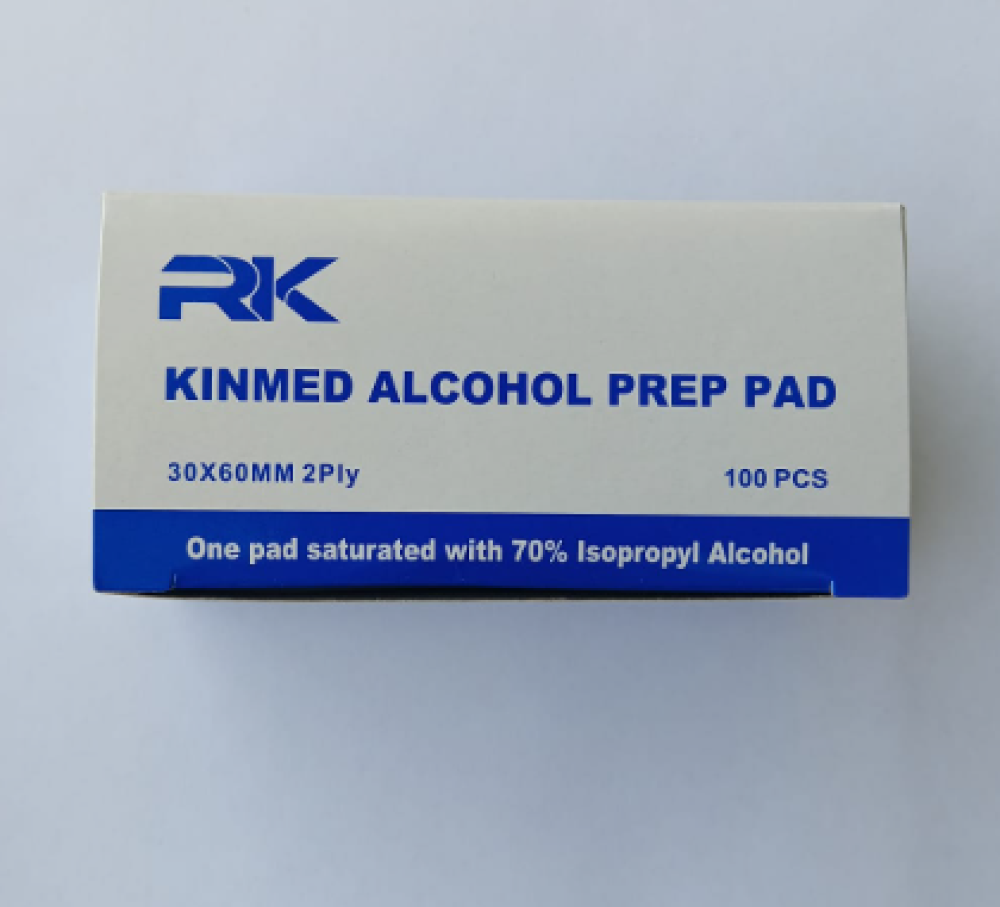 RK
KINMED ALCOHOL PREP PAD
30X60MM 2Ply 100 PCS
One pad saturated with 70% Isopropyl Alcohol